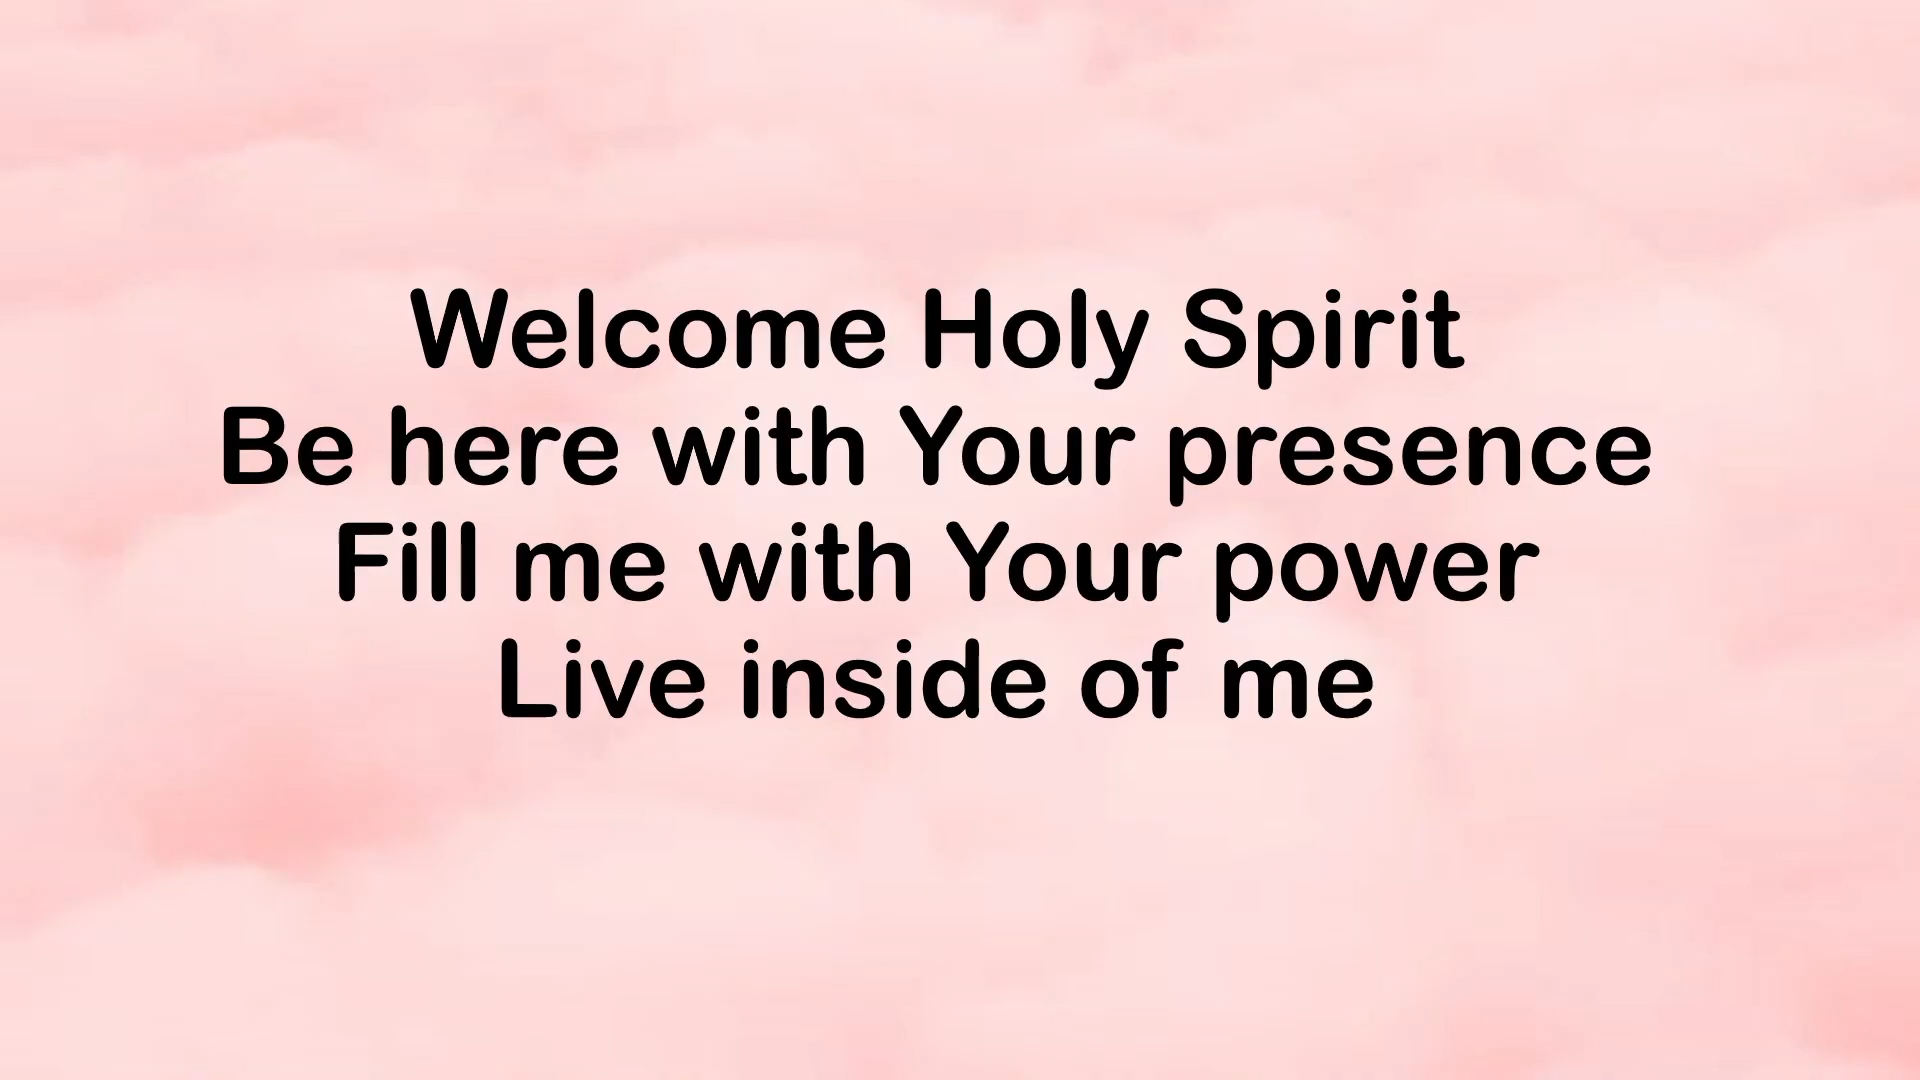 Welcome Holy Spirit
Be here with Your presence
Fill me with Your power
Live inside of me